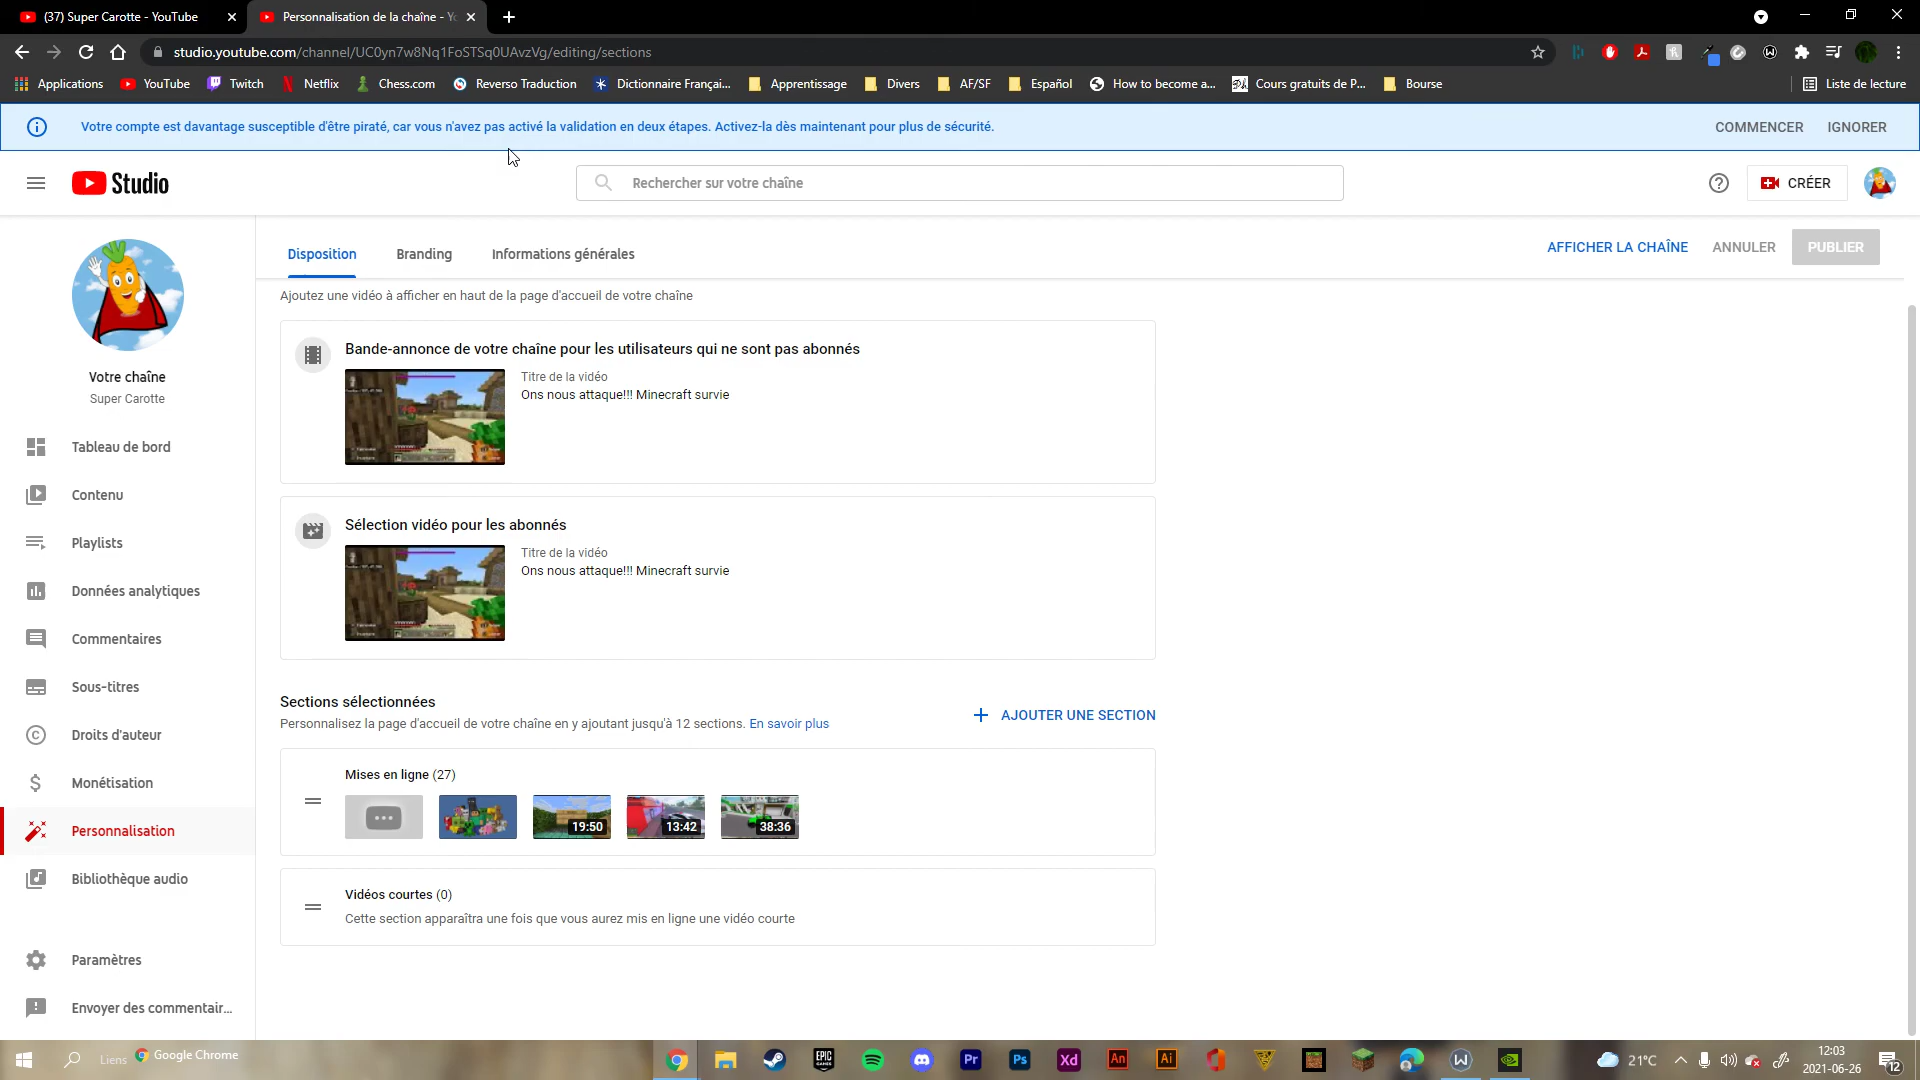 (37) Super Carotte - YouTube
Personnalisation de la chaîne - Yo
studio.youtube.com/channel/UC0yn7w8Nq1FoSTSq0UAvzVg/editing/sections
Applications
YouTube
Twitch
Netflix
Chess.com
Reverso Traduction
Dictionnaire Françai...
Apprentissage
Divers
AF/SF
Español
How to become a...
Cours gratuits de P...
Bourse
Liste de lecture
Votre compte est davantage susceptible d'être piraté, car vous n'avez pas activé la validation en deux étapes. Activez-la dès maintenant pour plus de sécurité.
COMMENCER
IGNORER
Studio
Rechercher sur votre chaîne
CRÉER
Votre chaîne
Super Carotte
Tableau de bord
Contenu
Playlists
Données analytiques
Commentaires
Sous-titres
Droits d'auteur
Monétisation
Personnalisation
Bibliothèque audio
Paramètres
Envoyer des commentair...
Disposition
Branding
Informations générales
AFFICHER LA CHAÎNE
ANNULER
PUBLIER
Ajoutez une vidéo à afficher en haut de la page d'accueil de votre chaîne
Bande-annonce de votre chaîne pour les utilisateurs qui ne sont pas abonnés
Titre de la vidéo
Ons nous attaque!!! Minecraft survie
Sélection vidéo pour les abonnés
Titre de la vidéo
Ons nous attaque!!! Minecraft survie
Sections sélectionnées
Personnalisez la page d'accueil de votre chaîne en y ajoutant jusqu'à 12 sections. En savoir plus
AJOUTER UNE SECTION
Mises en ligne (27)
19:50
13:42
38:36
Vidéos courtes (0)
Cette section apparaîtra une fois que vous aurez mis en ligne une vidéo courte
Liens
Google Chrome
EPIC
GAMES
Pr
Ps
Xd
An
Ai
W
21°C
12:03
2021-06-26
12